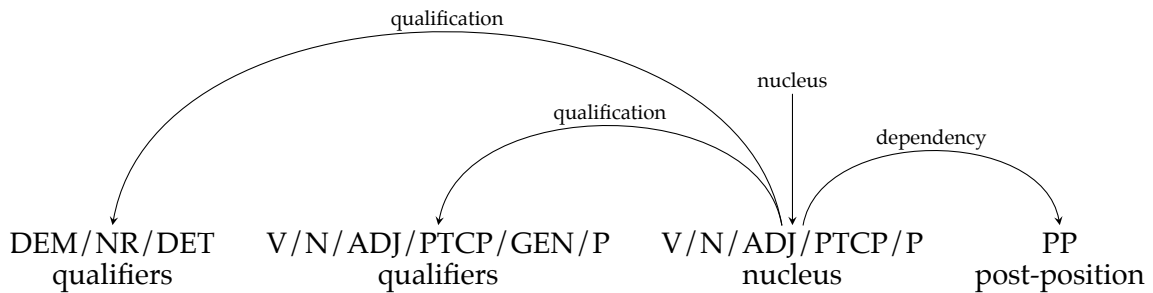 qualification
nucleus
qualification
dependency
DEM/NR/DET V/N/ADJ/PTCP/GEN/P V/N/ADJ/PTCP/P PP
qualifiers qualifiers nucleus post-position